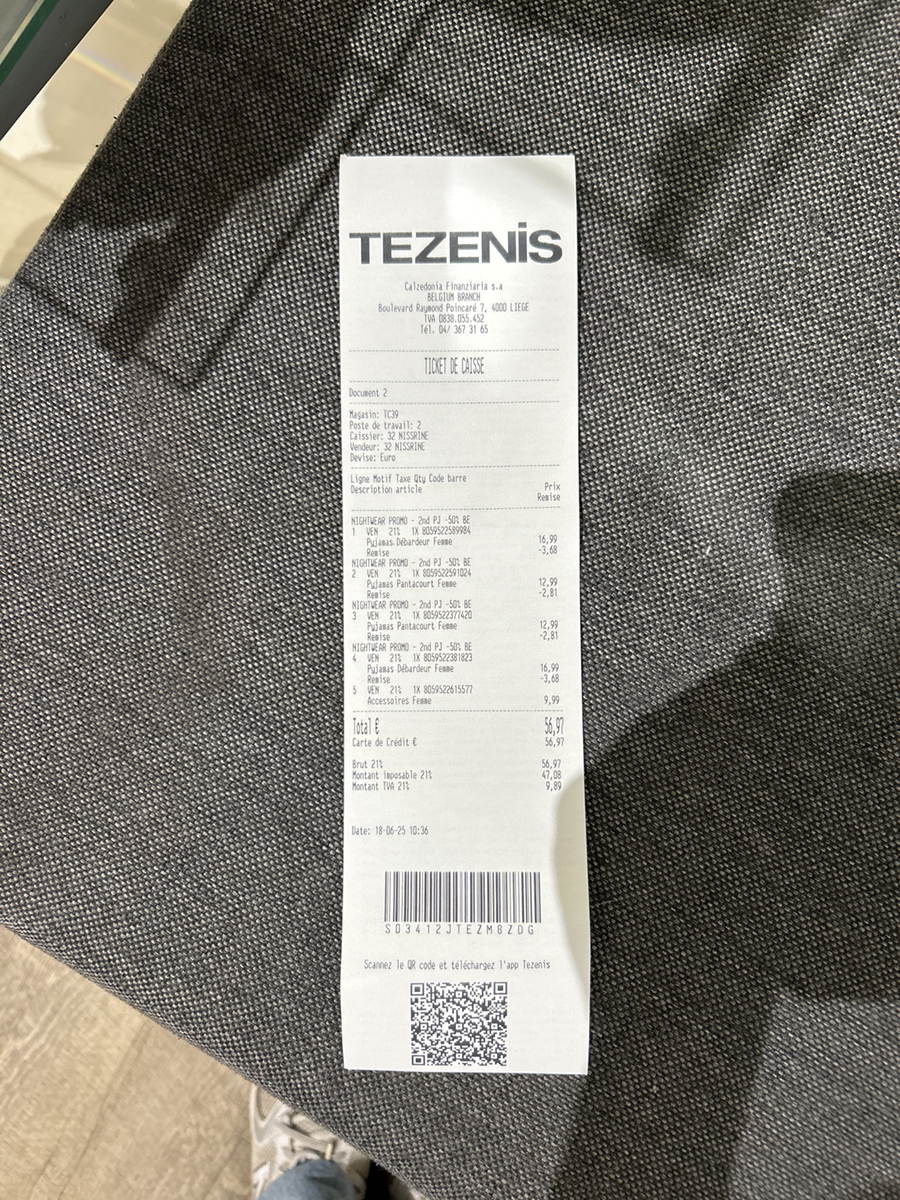 TEZENIS
Calzedonia Finanziaria s.a
BELGIUM BRANCH
Boulevard Raymond Poincaré 7, 4000 LIEGE
TVA 0838.055.452
Tél. 04/ 367 31 65
TICKET DE CAISSE
Document 2
Magasin: TC39
Poste de travail: 2
Caissier: 32 NISSRINE
Vendeur: 32 NISSRINE
Devise: Euro
Ligne Motif Taxe Qty Code barre
Description article Prix
Remise
NIGHTWEAR PROMO - 2nd PJ -50% BE
1 VEN 21% 1X 8059522589984
Pyjamas Débardeur Femme 16,99
Remise -3,68
NIGHTWEAR PROMO - 2nd PJ -50% BE
2 VEN 21% 1X 8059522591024
Pyjamas Pantacourt Femme 12,99
Remise -2,81
NIGHTWEAR PROMO - 2nd PJ -50% BE
3 VEN 21% 1X 8059522377420
Pyjamas Pantacourt Femme 12,99
Remise -2,81
NIGHTWEAR PROMO - 2nd PJ -50% BE
4 VEN 21% 1X 8059522381823
Pyjamas Débardeur Femme 16,99
Remise -3,68
5 VEN 21% 1X 8059522615577
Accessoires Femme 9,99
Total € 56,97
Carte de Crédit € 56,97
Brut 21% 56,97
Montant imposable 21% 47,08
Montant TVA 21% 9,89
Date: 18-06-25 10:36
S03412JTEZM8ZDG
Scannez le QR code et téléchargez l'app Tezenis